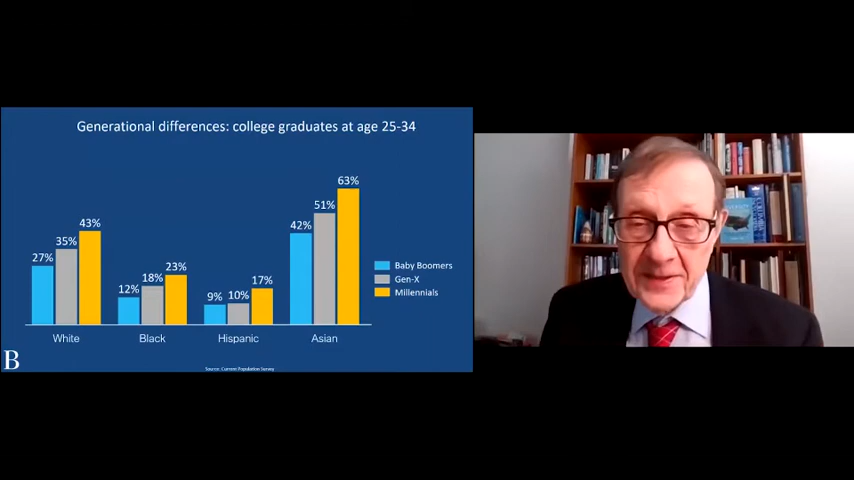 Generational differences: college graduates at age 25-34
27% 35% 43%
12% 18% 23%
9% 10% 17%
42% 51% 63%
Baby Boomers
Gen-X
Millennials
White Black Hispanic Asian
B
Source: Current Population Survey